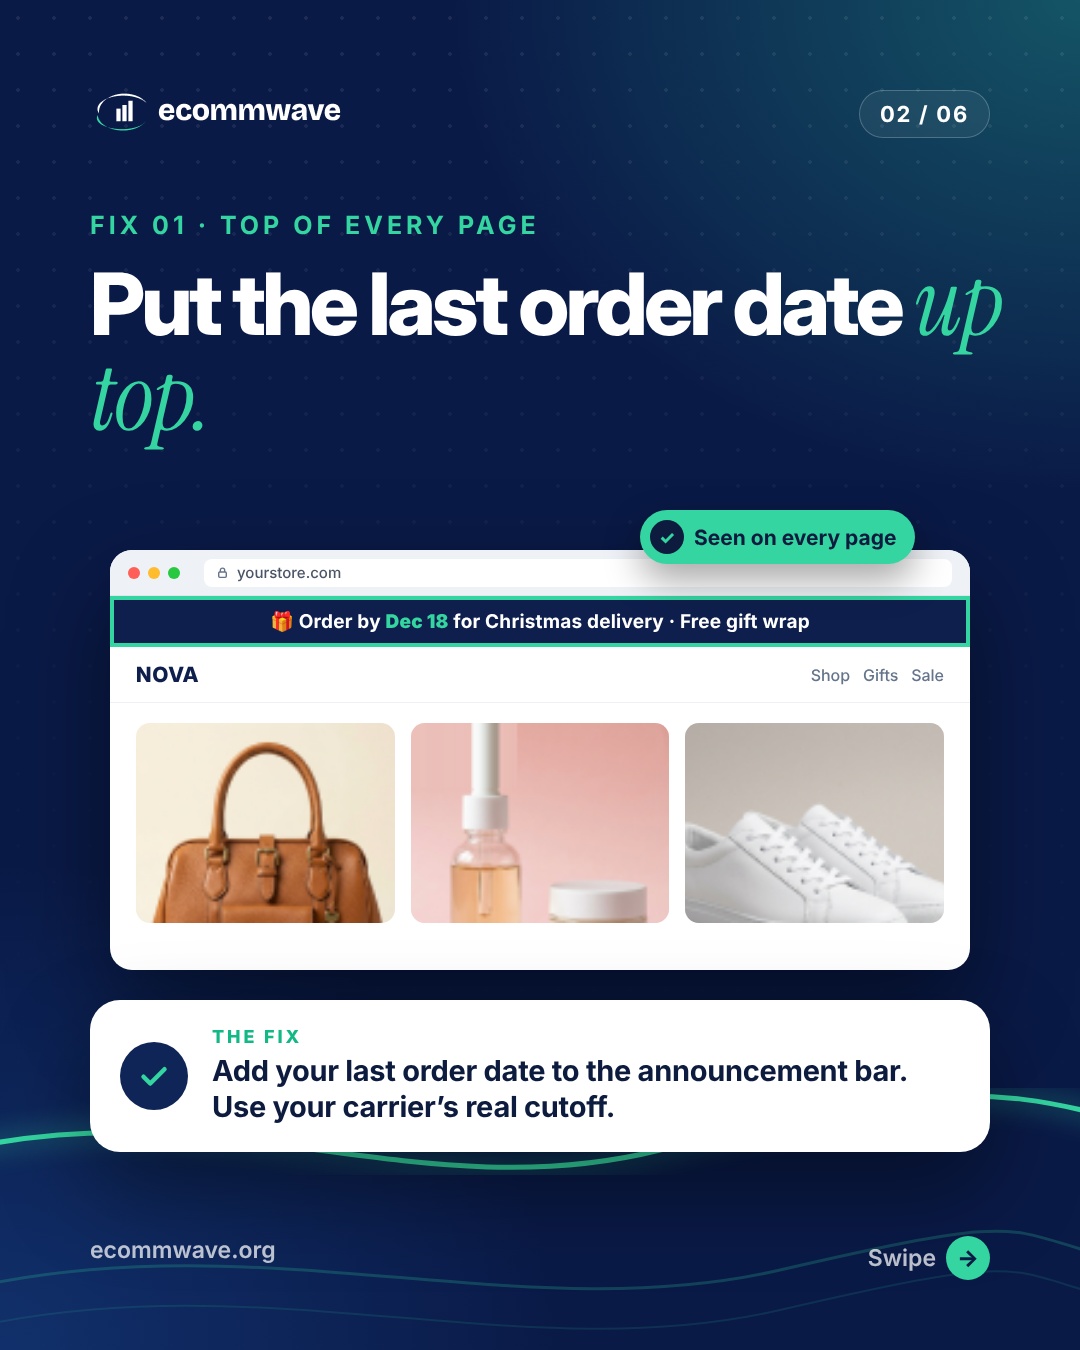 ecommwave
02 / 06
FIX 01 · TOP OF EVERY PAGE
Put the last order date up
top.
Seen on every page
yourstore.com
🎁 Order by Dec 18 for Christmas delivery · Free gift wrap
NOVA
Shop Gifts Sale
THE FIX
Add your last order date to the announcement bar.
Use your carrier’s real cutoff.
ecommwave.org
Swipe →